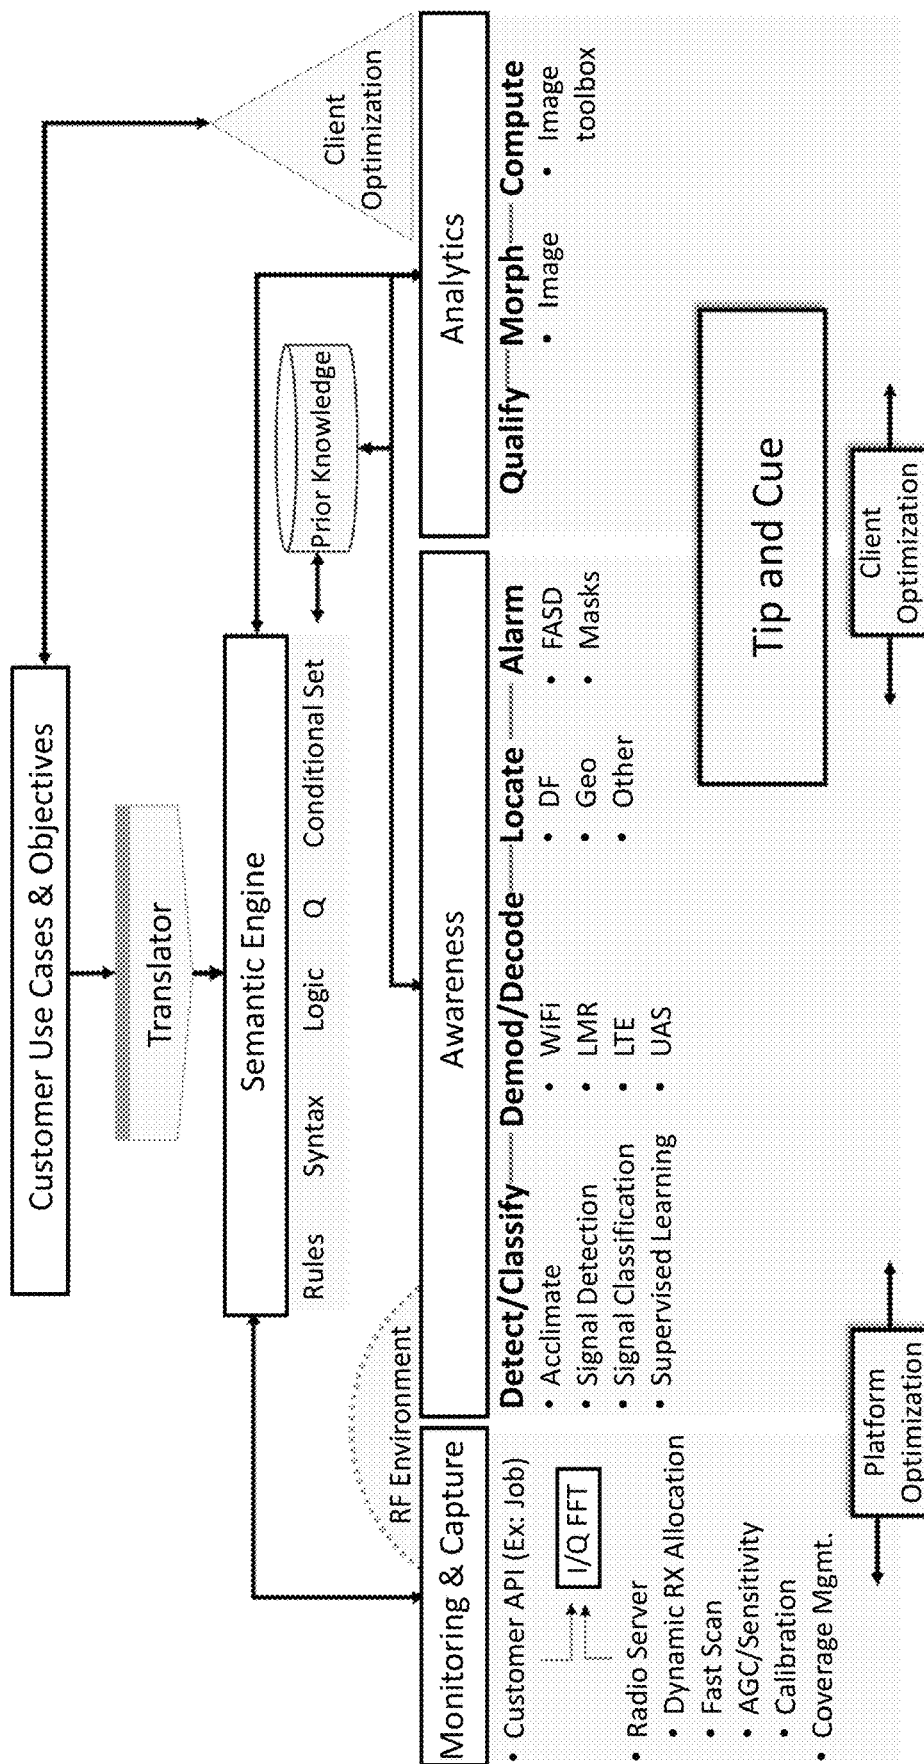 Customer Use Cases & Objectives
Translator
Semantic Engine
Rules Syntax Logic Q Conditional Set
Prior Knowledge
Client
Optimization
RF Environment
Monitoring & Capture
• Customer API (Ex: Job)
I/Q FFT
• Radio Server
• Dynamic RX Allocation
• Fast Scan
• AGC/Sensitivity
• Calibration
• Coverage Mgmt.
Awareness
Detect/Classify
• Acclimate
• Signal Detection
• Signal Classification
• Supervised Learning
Demod/Decode
• WiFi
• LMR
• LTE
• UAS
Locate
• DF
• Geo
• Other
Alarm
• FASD
• Masks
Analytics
Qualify
Morph
• Image
Compute
• Image
toolbox
Tip and Cue
Platform
Optimization
Client
Optimization